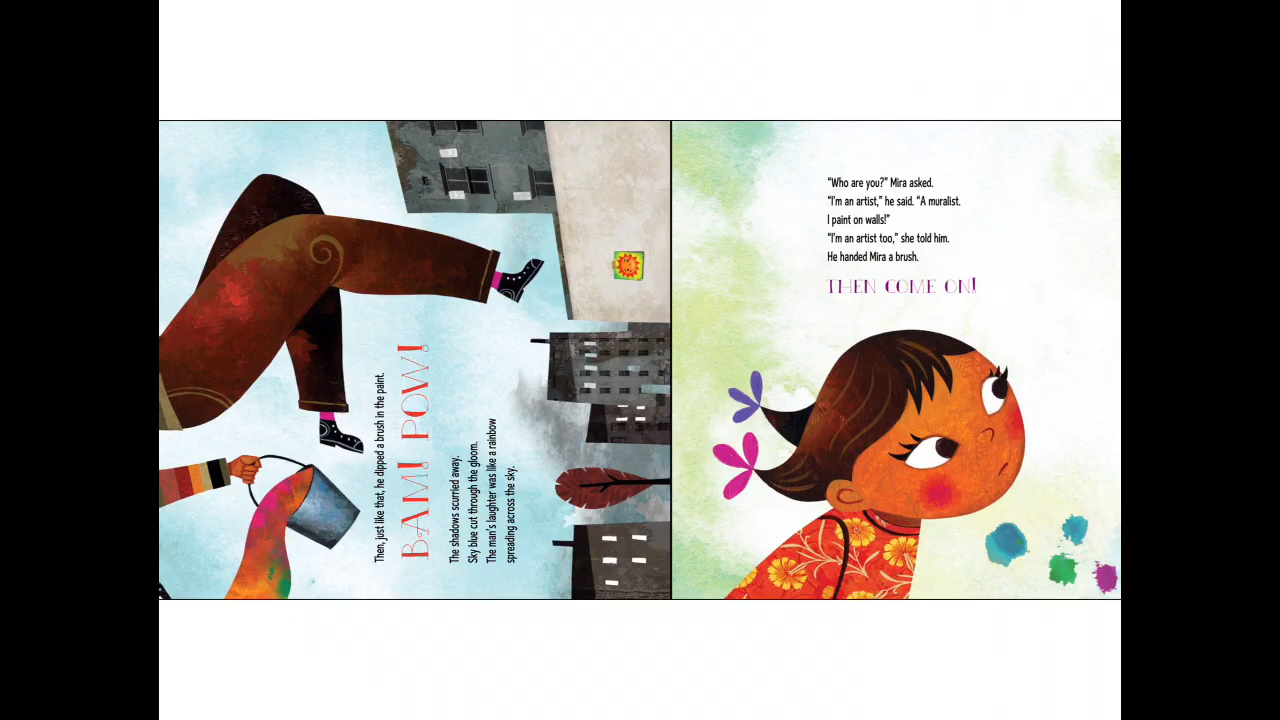 Then, just like that, he dipped a brush in the paint.
BAM! POW!
The shadows scurried away.
Sky blue cut through the gloom.
The man's laughter was like a rainbow
spreading across the sky.
“Who are you?” Mira asked.
“I'm an artist,” he said. “A muralist.
I paint on walls!”
“I'm an artist too,” she told him.
He handed Mira a brush.
THEN COME ON!